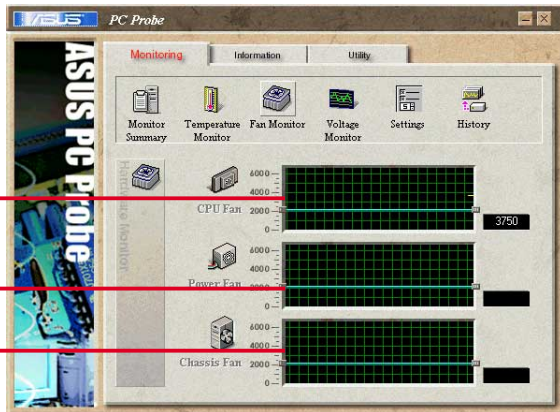 ASUS PC Probe
Monitoring Information Utility
ASUS PC Probe
Monitor Summary
Temperature Monitor
Fan Monitor
Voltage Monitor
Settings
History
Hardware Monitor
6000
4000
CPU Fan
2000
0
3750
6000
4000
Power Fan
2000
0
6000
4000
Chassis Fan
2000
0